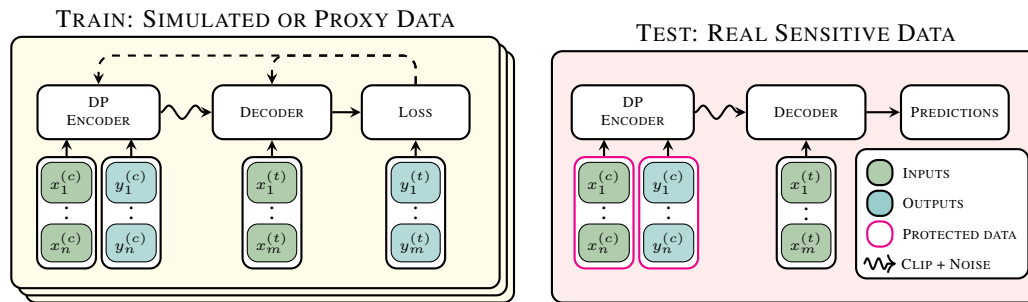 TRAIN: SIMULATED OR PROXY DATA
DP
ENCODER
DECODER
LOSS
x_1^{(c)} y_1^{(c)} x_1^{(t)} y_1^{(t)}
⋮ ⋮ ⋮ ⋮
x_n^{(c)} y_n^{(c)} x_m^{(t)} y_m^{(t)}
TEST: REAL SENSITIVE DATA
DP
ENCODER
DECODER
PREDICTIONS
x_1^{(c)} y_1^{(c)} x_1^{(t)}
⋮ ⋮ ⋮
x_n^{(c)} y_n^{(c)} x_m^{(t)}
INPUTS
OUTPUTS
PROTECTED DATA
CLIP + NOISE